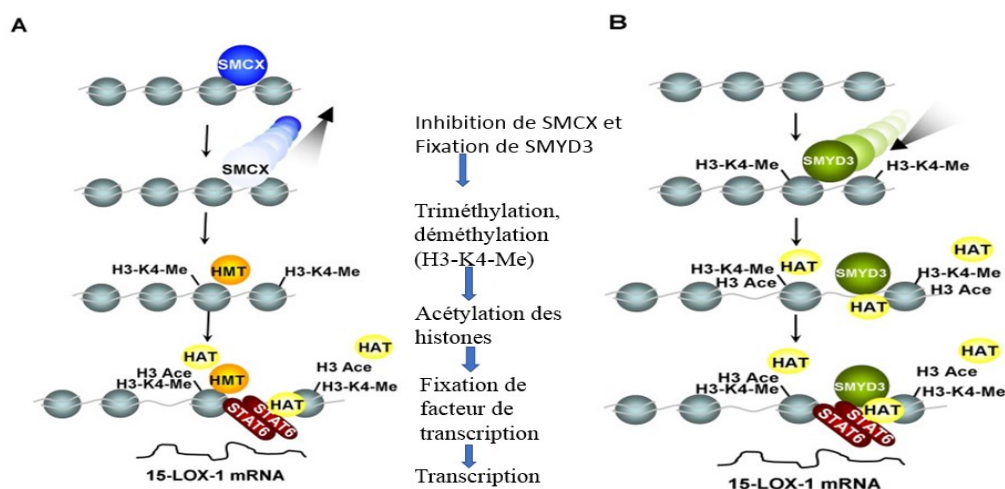 A
SMCX
SMCX
H3-K4-Me
HMT
H3-K4-Me
HAT
HAT
H3 Ace
H3-K4-Me
HMT
H3 Ace
H3-K4-Me
HAT
STAT6
STAT6
15-LOX-1 mRNA
Inhibition de SMCX et
Fixation de SMYD3
Triméthylation,
déméthylation
(H3-K4-Me)
Acétylation des
histones
Fixation de
facteur de
transcription
Transcription
B
H3-K4-Me
SMYD3
H3-K4-Me
HAT
HAT
H3-K4-Me
H3 Ace
SMYD3
H3-K4-Me
H3 Ace
HAT
HAT
HAT
H3 Ace
H3-K4-Me
SMYD3
H3 Ace
H3-K4-Me
HAT
STAT6
STAT6
15-LOX-1 mRNA